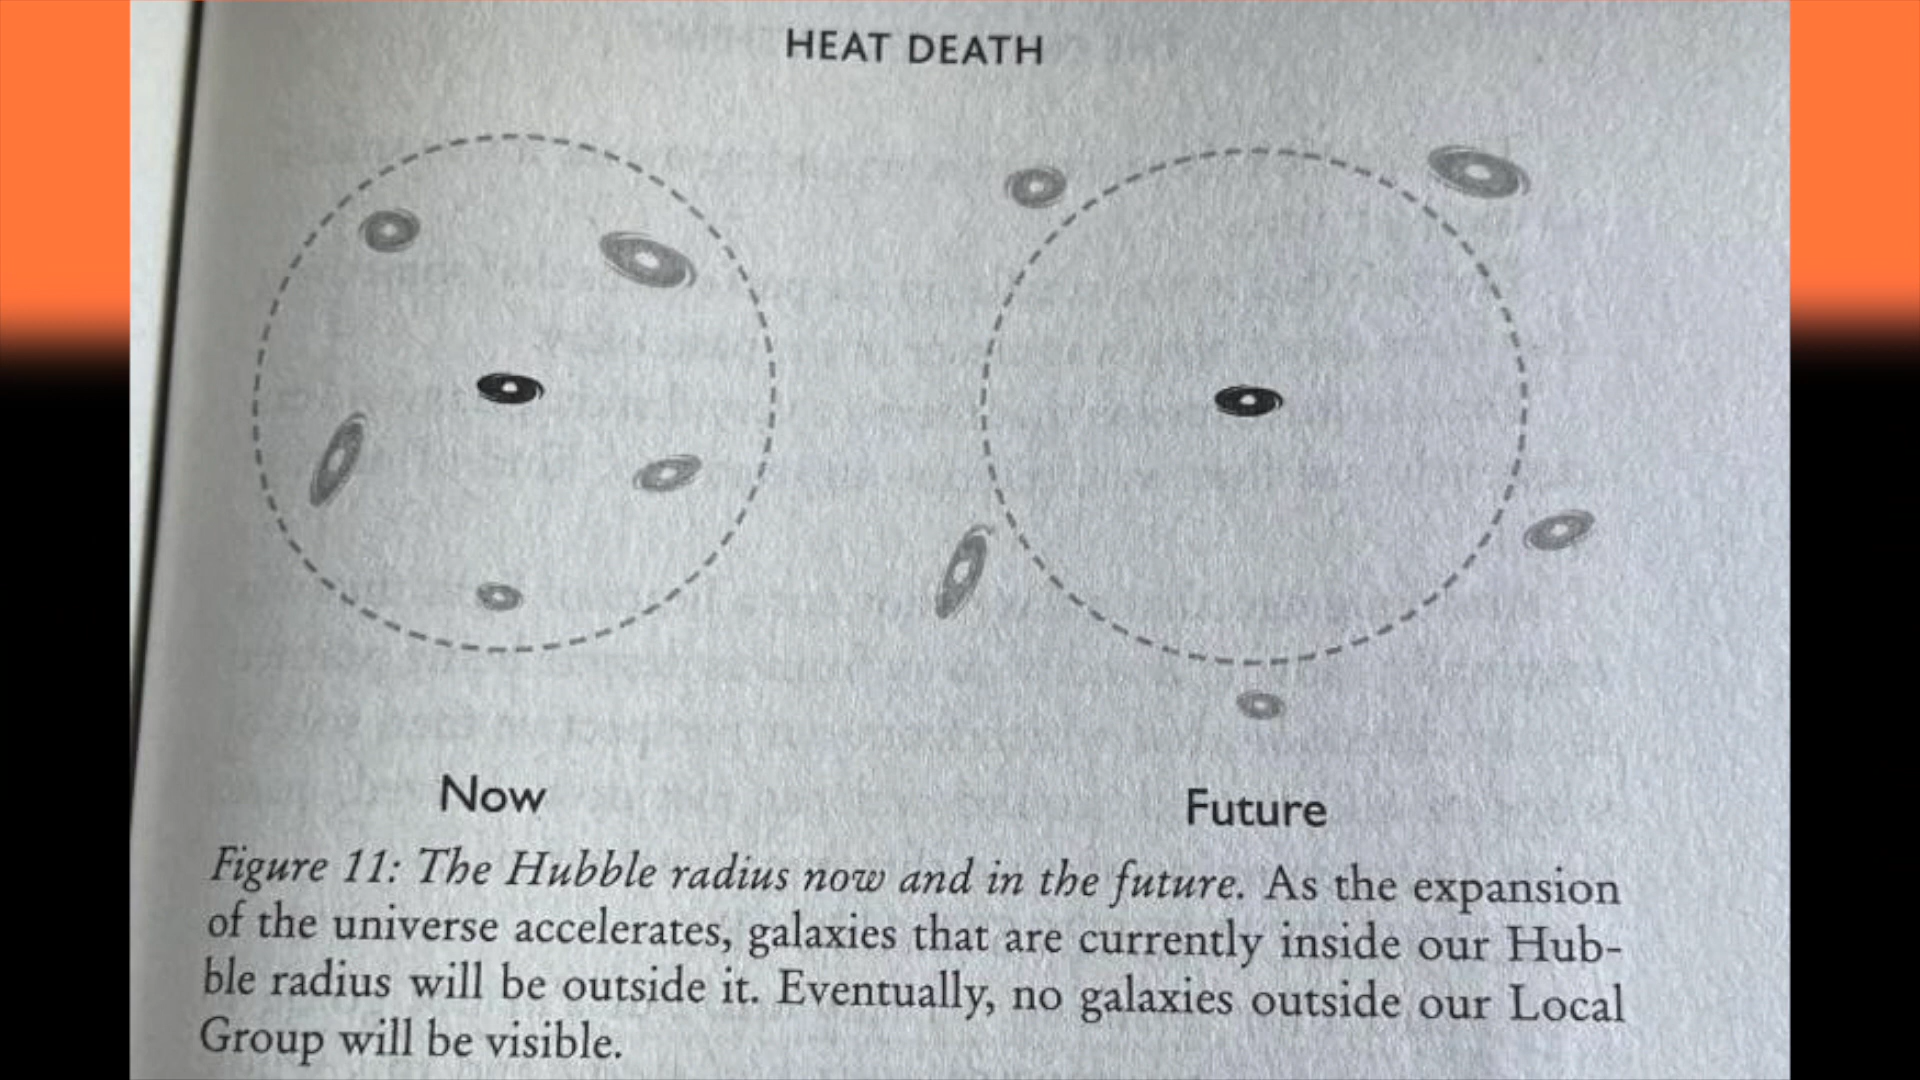 HEAT DEATH
Now
Future
Figure 11: The Hubble radius now and in the future. As the expansion
of the universe accelerates, galaxies that are currently inside our Hub-
ble radius will be outside it. Eventually, no galaxies outside our Local
Group will be visible.